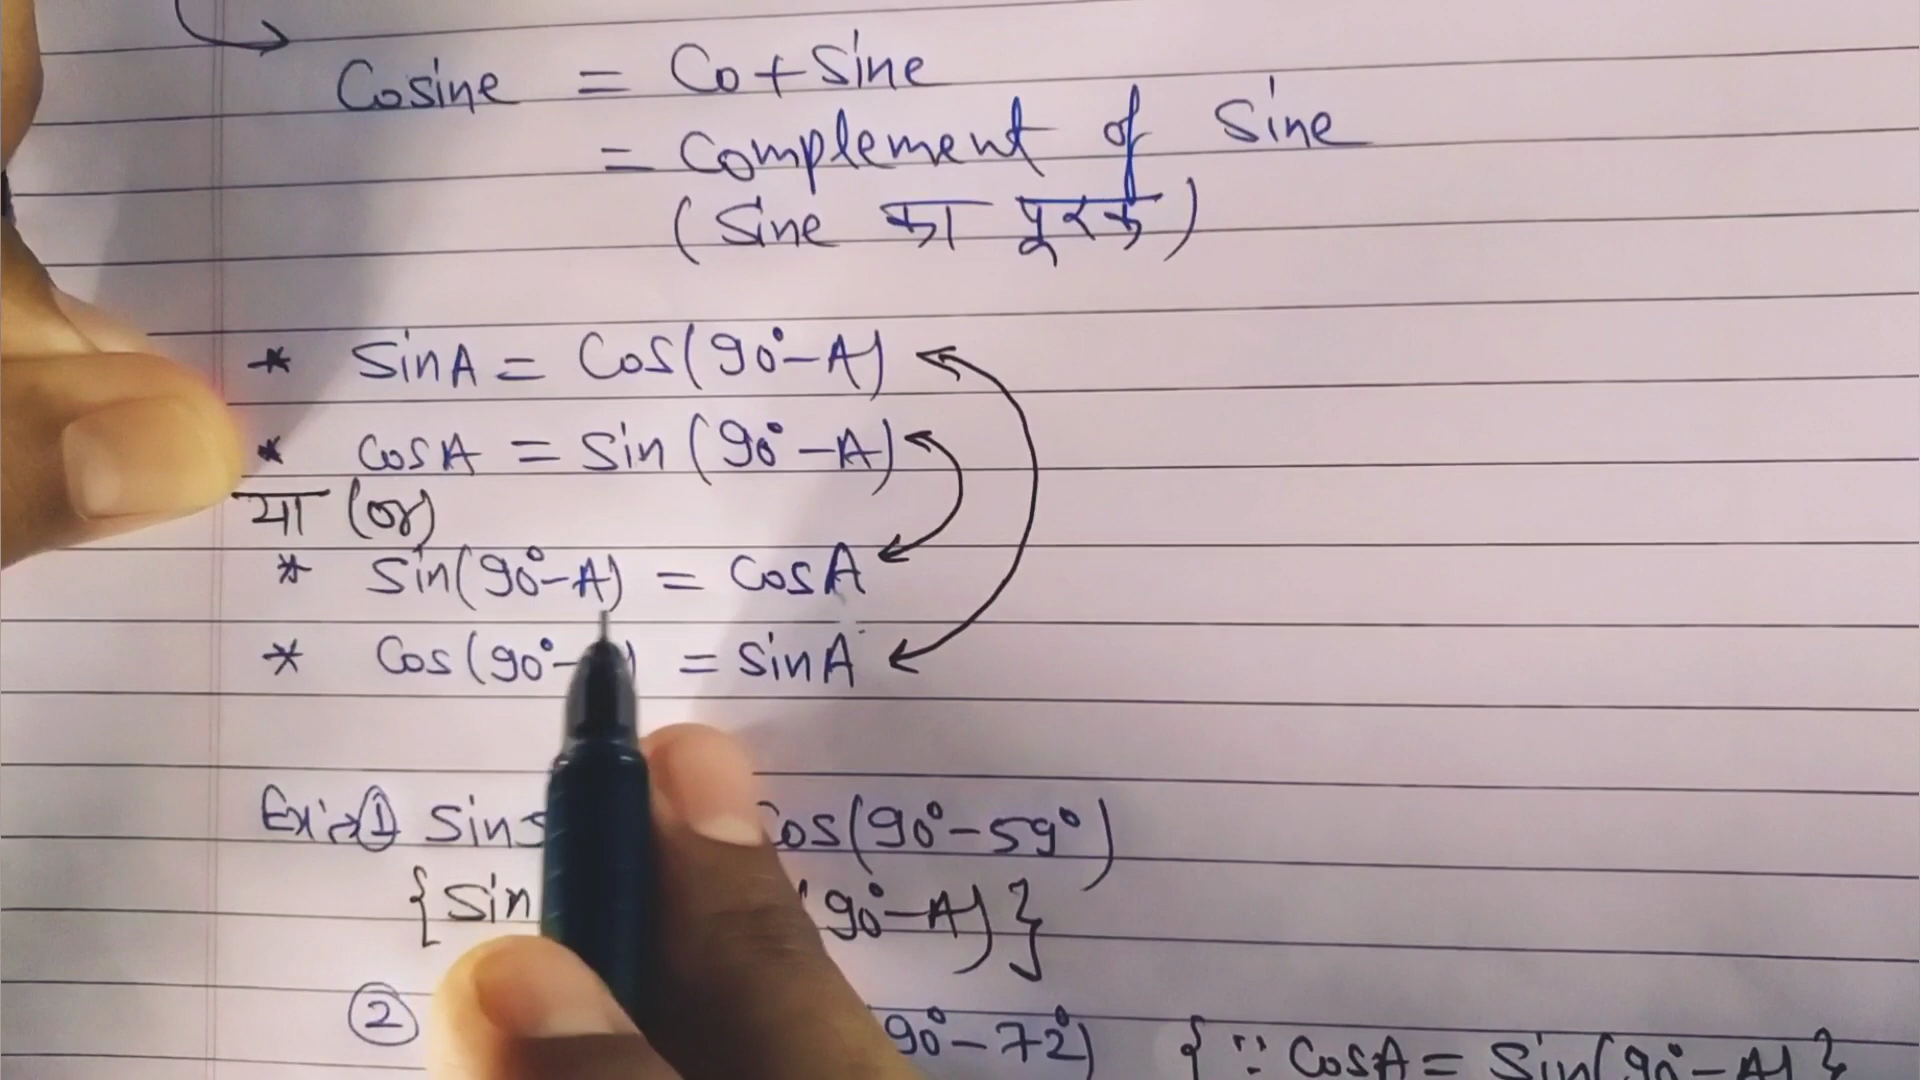 Cosine = Co + Sine
= Complement of Sine
(Sine का पूरक)
* SinA = Cos(90°-A)
* CosA = Sin(90°-A)
या (or)
* Sin(90°-A) = CosA
* Cos(90°- ) = SinA
Ex:→① Sin5 Cos(90°-59°)
{Sin 90°-A)}
② 90°-72°) {∵ CosA = Sin(90°-A)}